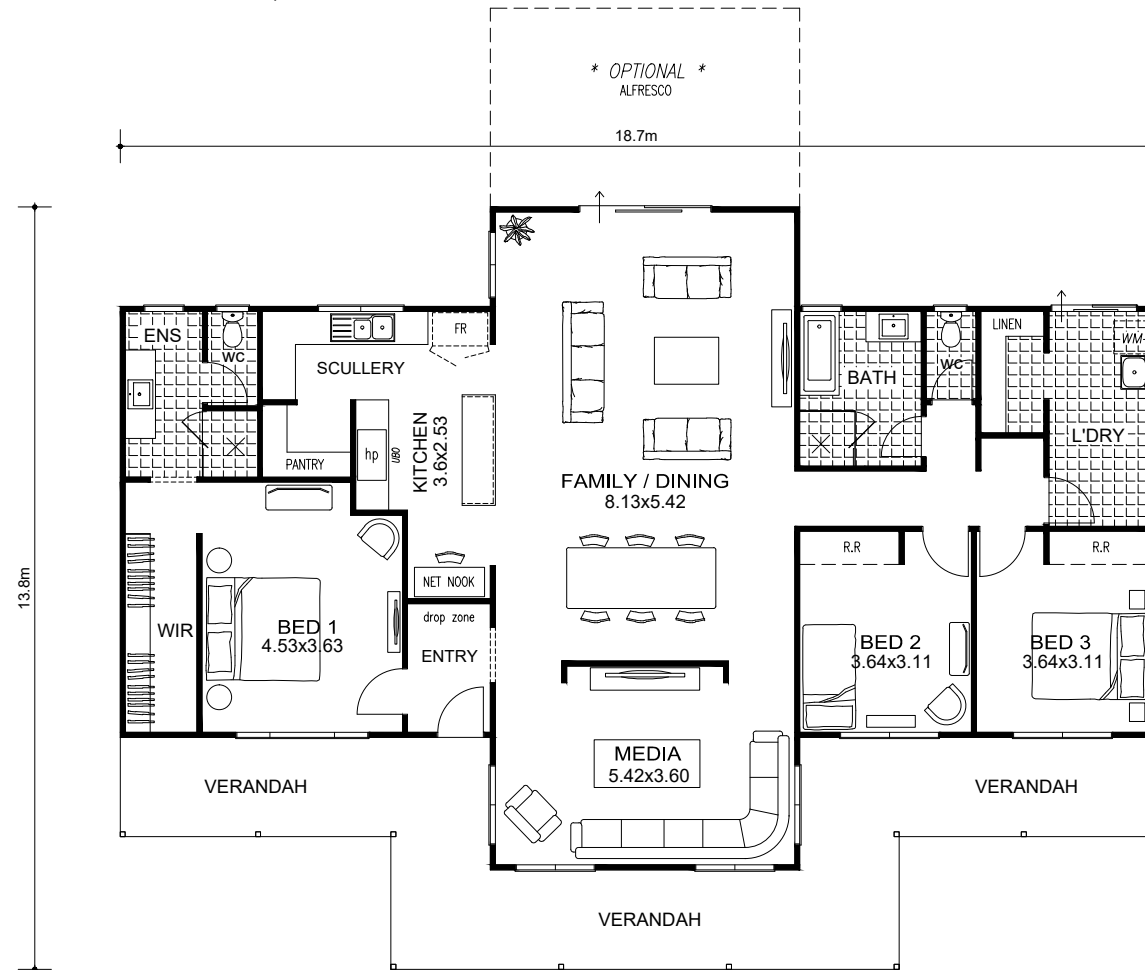 * OPTIONAL *
ALFRESCO
18.7m
13.8m
ENS
WC
SCULLERY
FR
PANTRY
hp
UBO
KITCHEN
3.6x2.53
NET NOOK
FAMILY / DINING
8.13x5.42
BATH
WC
LINEN
WM
L'DRY
R.R
R.R
WIR
BED 1
4.53x3.63
drop zone
ENTRY
BED 2
3.64x3.11
BED 3
3.64x3.11
MEDIA
5.42x3.60
VERANDAH
VERANDAH
VERANDAH